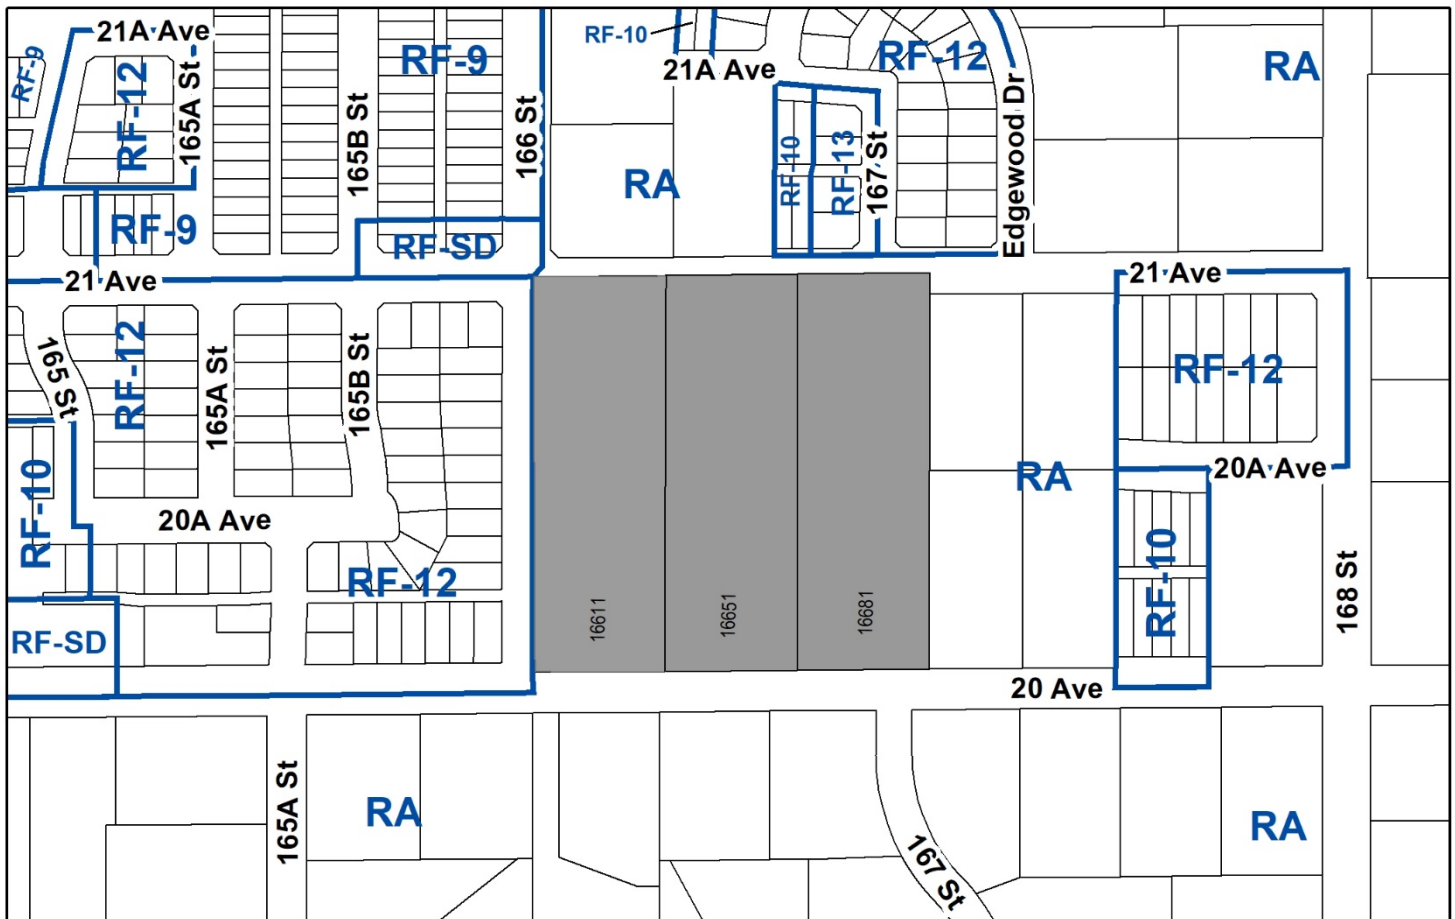 21A Ave
RF-9
RF-12
165A St
165B St
RF-9
166 St
RF-10
21A Ave
RF-12
Edgewood Dr
RA
RF-9
RF-SD
RA
RF-10
RF-13
167 St
21 Ave
21 Ave
165 St
RF-12
165A St
165B St
RF-12
RF-10
20A Ave
RF-12
RA
20A Ave
RF-10
168 St
16611
16651
16681
RF-SD
20 Ave
165A St
RA
167 St
RA